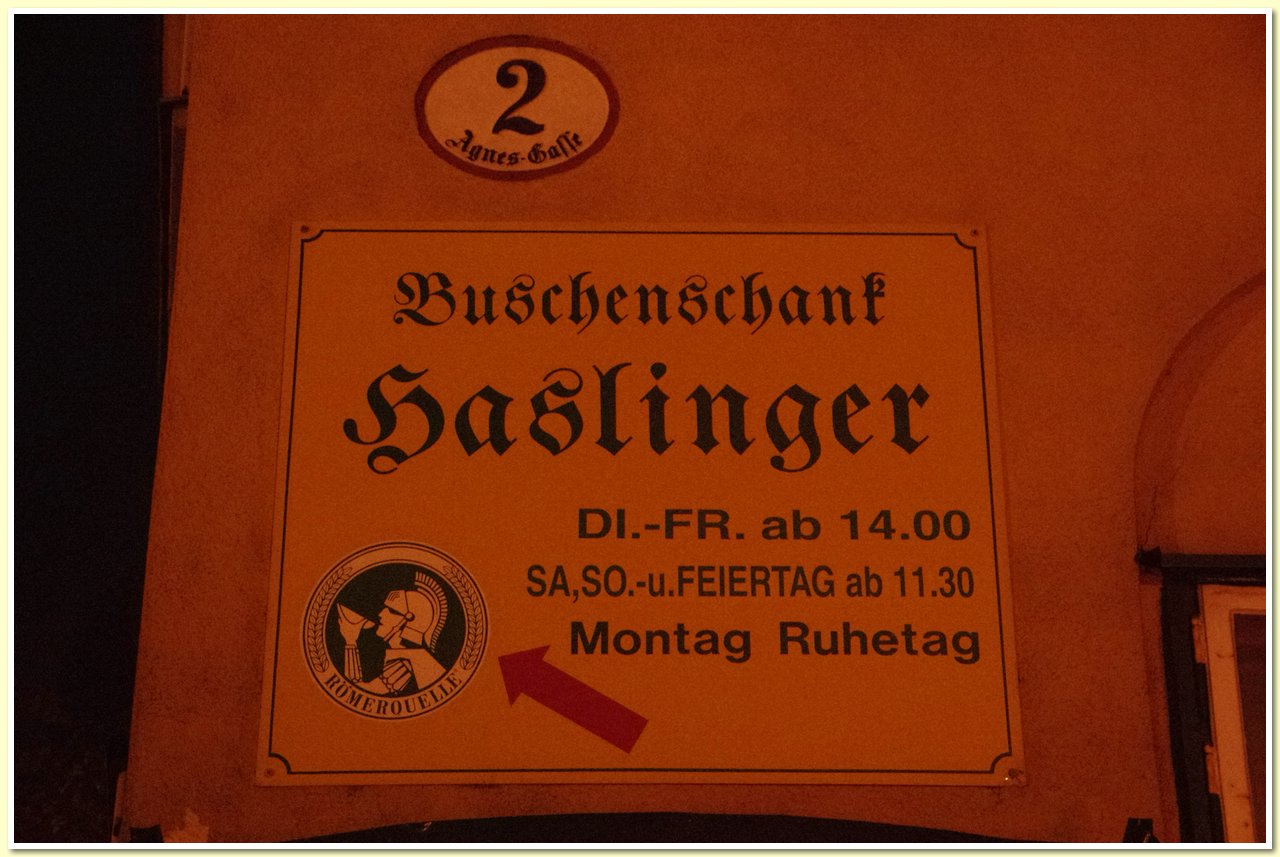 2
Agnes-Gasse
Buschenschank
Haslinger
DI.-FR. ab 14.00
SA,SO.-u.FEIERTAG ab 11.30
Montag Ruhetag
RÖMERQUELLE